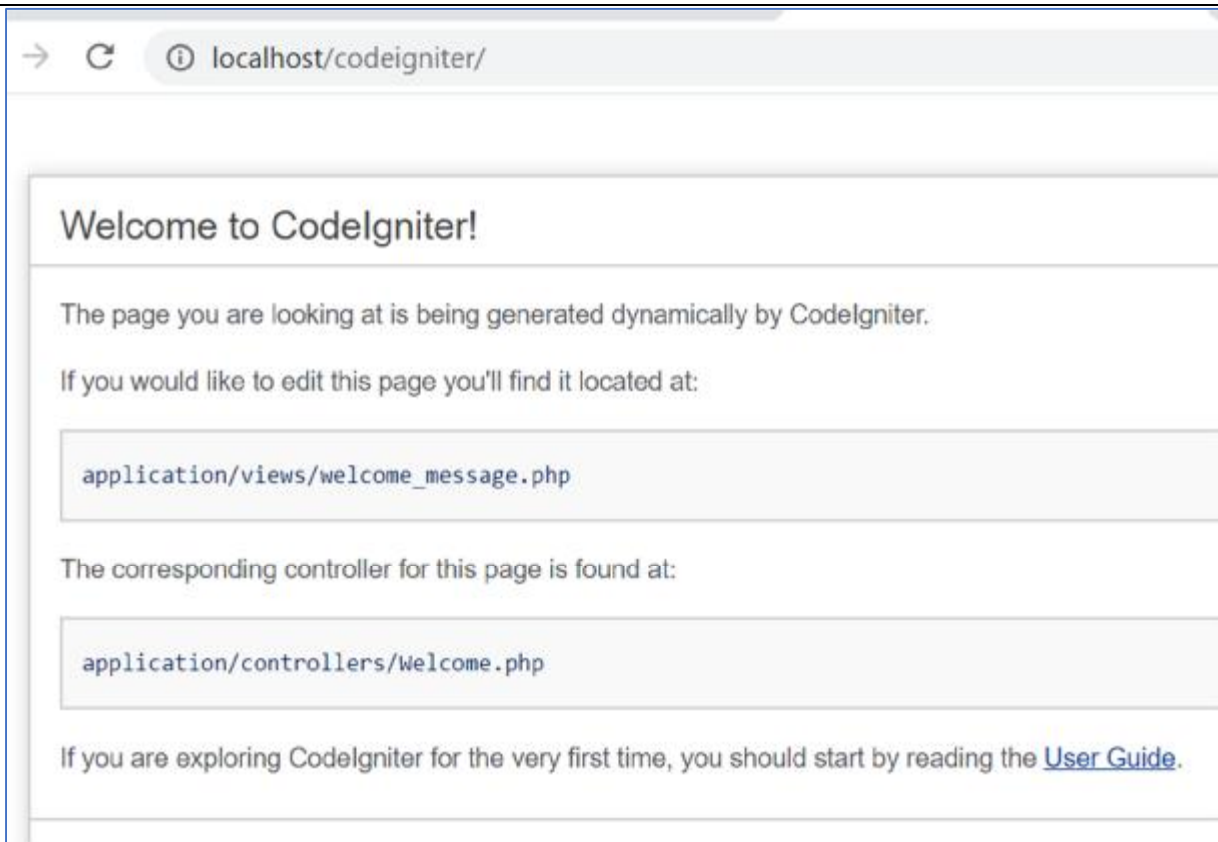 localhost/codeigniter/
Welcome to CodeIgniter!
The page you are looking at is being generated dynamically by CodeIgniter.
If you would like to edit this page you'll find it located at:
application/views/welcome_message.php
The corresponding controller for this page is found at:
application/controllers/Welcome.php
If you are exploring CodeIgniter for the very first time, you should start by reading the User Guide.